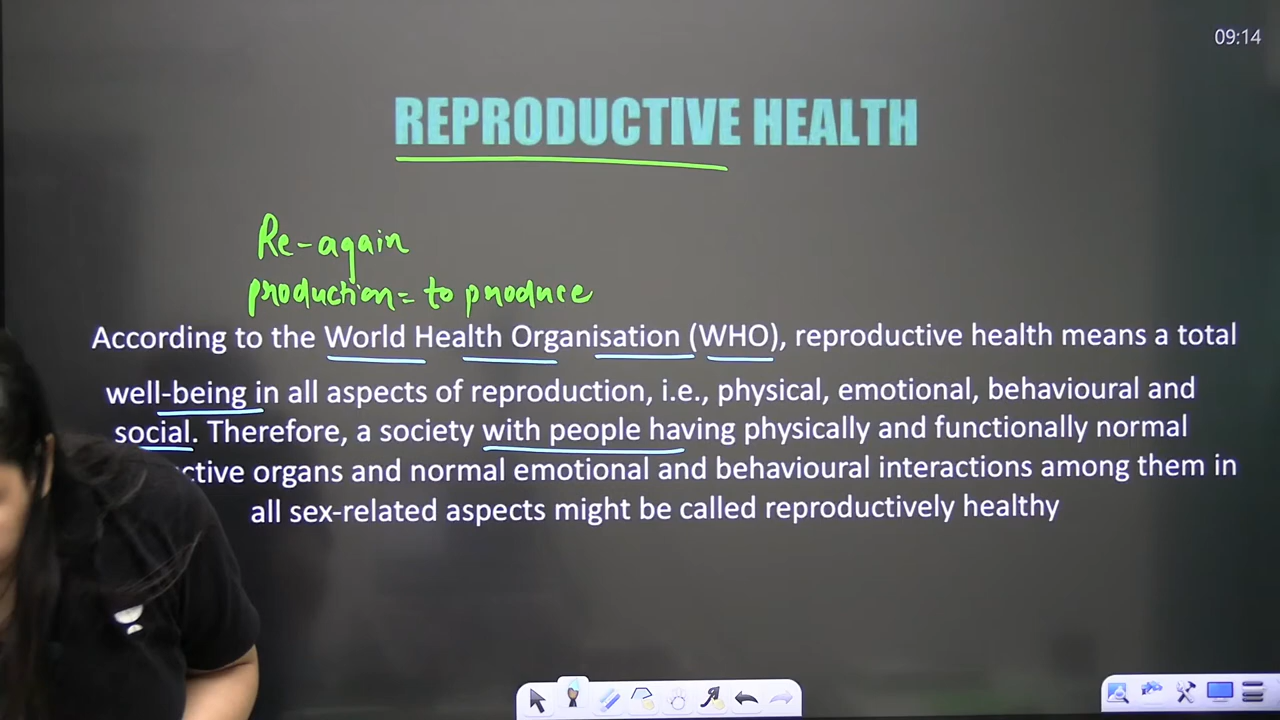 09:14
REPRODUCTIVE HEALTH
Re-again
production = to produce
According to the World Health Organisation (WHO), reproductive health means a total
well-being in all aspects of reproduction, i.e., physical, emotional, behavioural and
social. Therefore, a society with people having physically and functionally normal
ctive organs and normal emotional and behavioural interactions among them in
all sex-related aspects might be called reproductively healthy